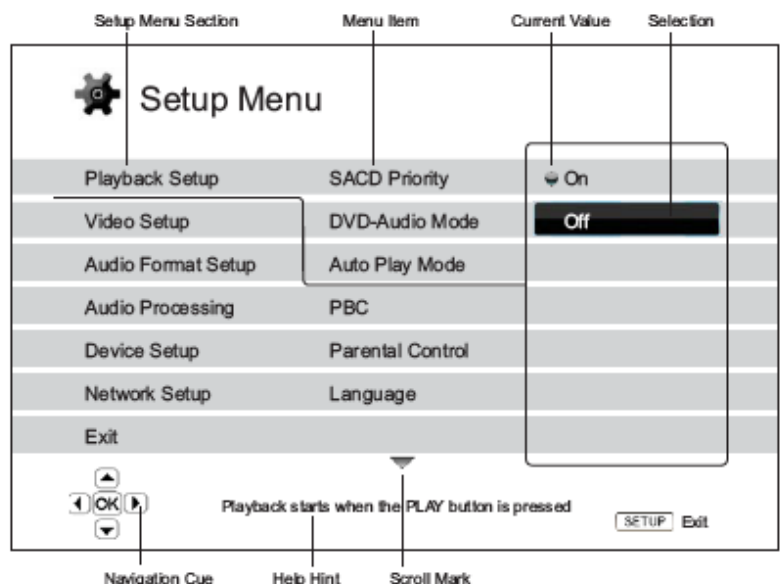 Setup Menu Section Menu Item Current Value Selection
Setup Menu
Playback Setup SACD Priority On
Video Setup DVD-Audio Mode Off
Audio Format Setup Auto Play Mode
Audio Processing PBC
Device Setup Parental Control
Network Setup Language
Exit
OK Playback starts when the PLAY button is pressed SETUP Exit
Navigation Cue Help Hint Scroll Mark